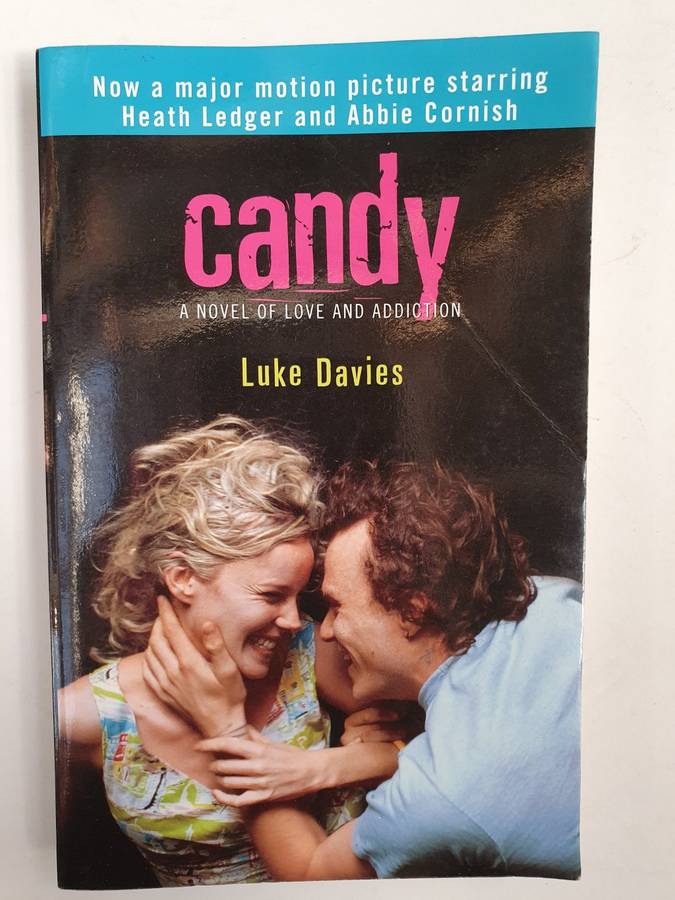 Now a major motion picture starring
Heath Ledger and Abbie Cornish
candy
A NOVEL OF LOVE AND ADDICTION
Luke Davies